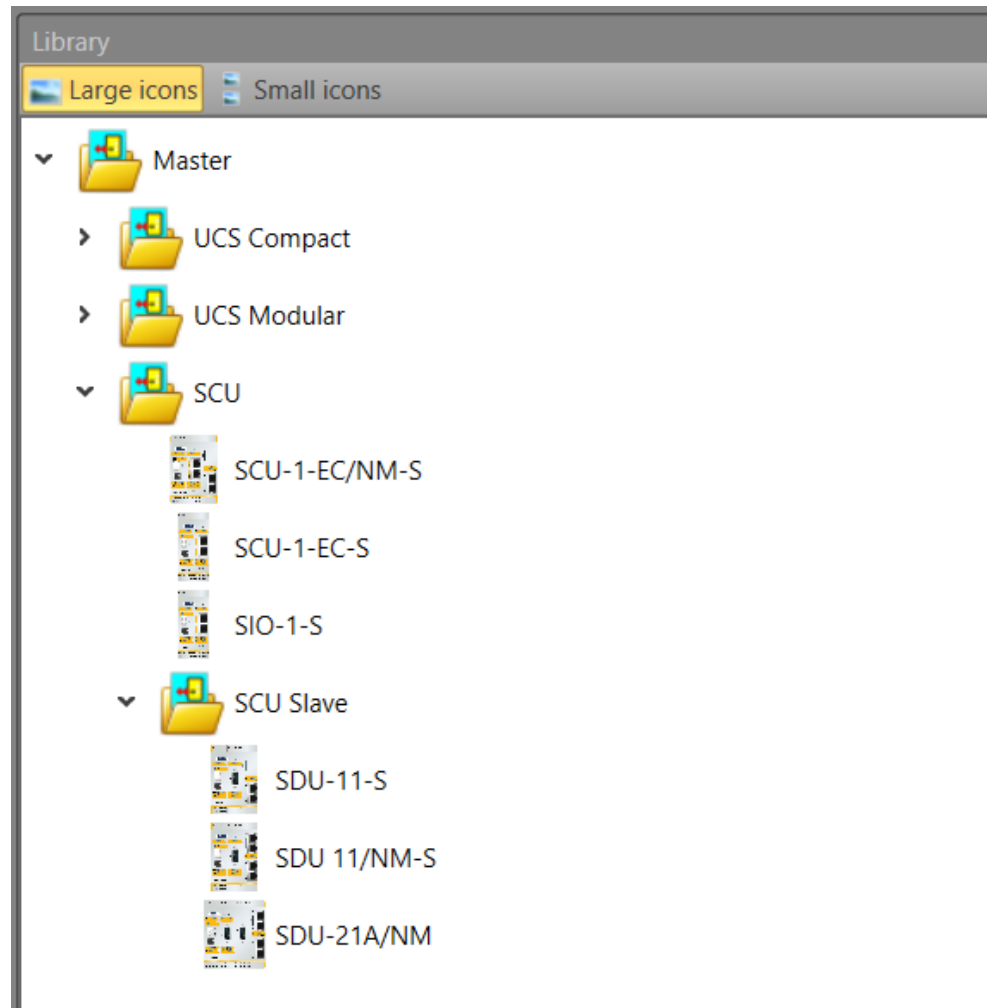 Library
Large icons Small icons
Master
UCS Compact
UCS Modular
SCU
SCU-1-EC/NM-S
SCU-1-EC-S
SIO-1-S
SCU Slave
SDU-11-S
SDU 11/NM-S
SDU-21A/NM